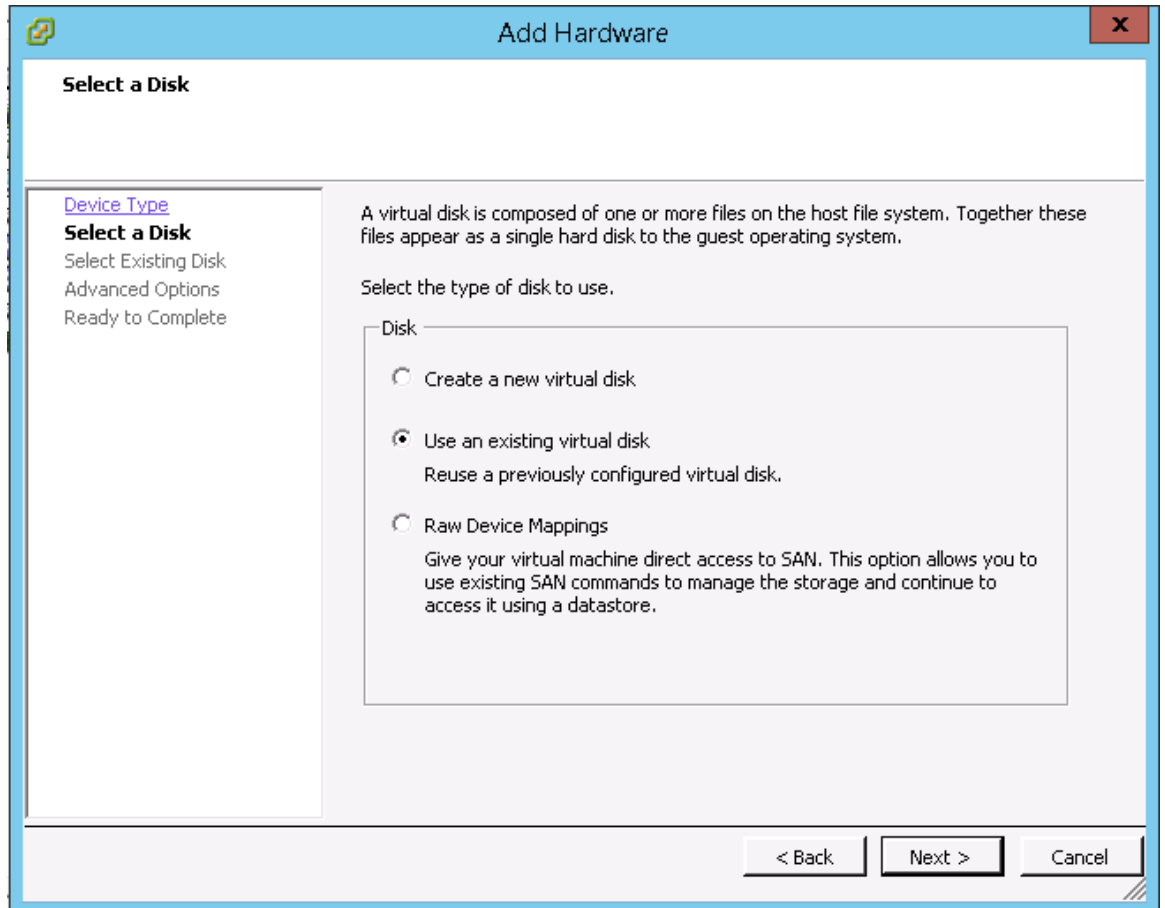 Add Hardware
x
Select a Disk
Device Type
Select a Disk
Select Existing Disk
Advanced Options
Ready to Complete
A virtual disk is composed of one or more files on the host file system. Together these
files appear as a single hard disk to the guest operating system.
Select the type of disk to use.
Disk
Create a new virtual disk
Use an existing virtual disk
Reuse a previously configured virtual disk.
Raw Device Mappings
Give your virtual machine direct access to SAN. This option allows you to
use existing SAN commands to manage the storage and continue to
access it using a datastore.
< Back
Next >
Cancel